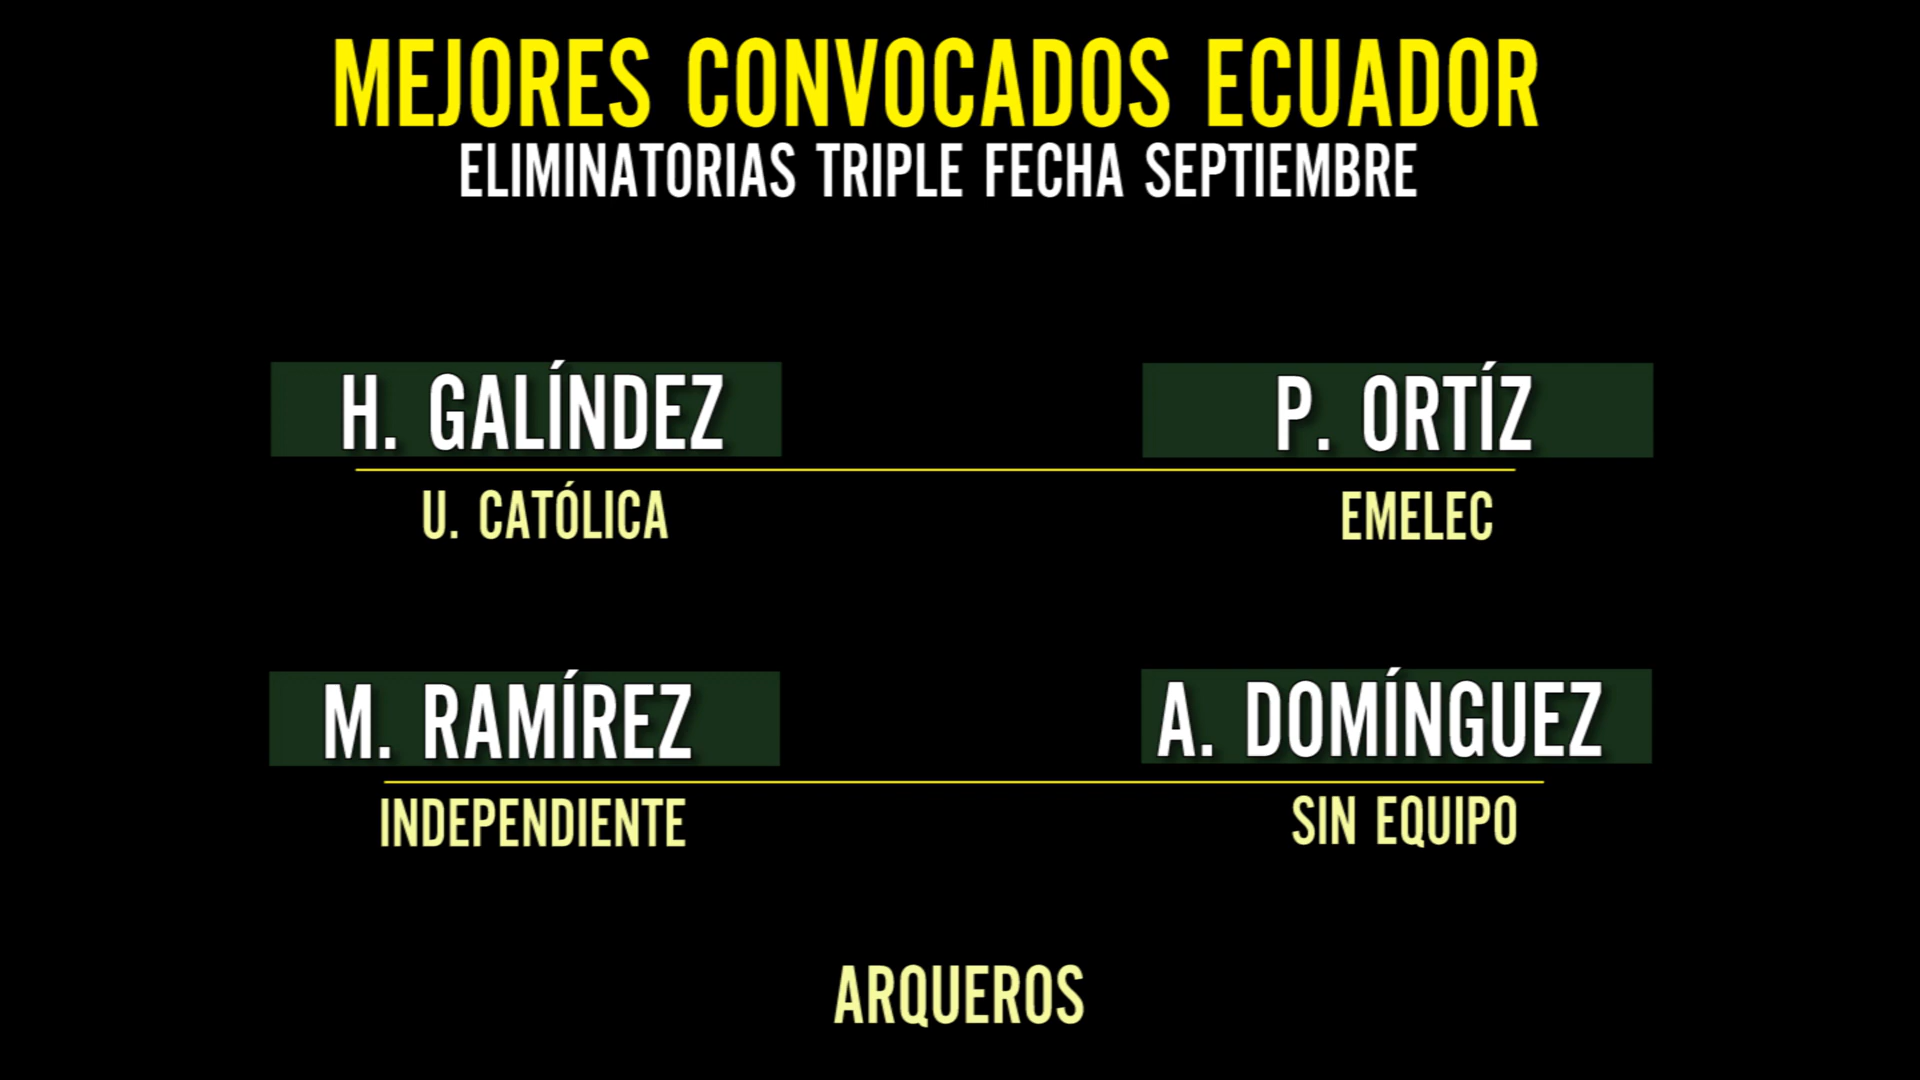 MEJORES CONVOCADOS ECUADOR
ELIMINATORIAS TRIPLE FECHA SEPTIEMBRE
H. GALÍNDEZ
P. ORTÍZ
U. CATÓLICA
EMELEC
M. RAMÍREZ
A. DOMÍNGUEZ
INDEPENDIENTE
SIN EQUIPO
ARQUEROS